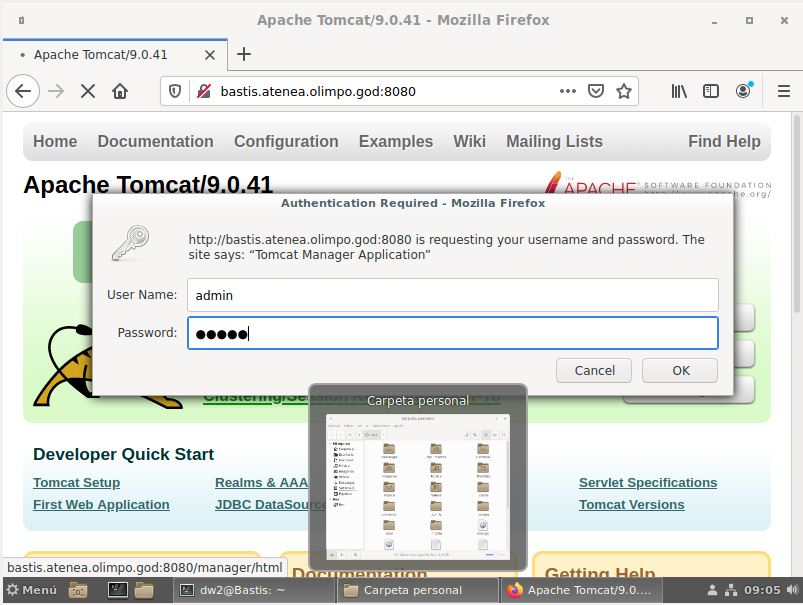 Apache Tomcat/9.0.41 - Mozilla Firefox
Apache Tomcat/9.0.41
bastis.atenea.olimpo.god:8080
Home Documentation Configuration Examples Wiki Mailing Lists Find Help
Apache Tomcat/9.0.41
THE
APACHE SOFTWARE FOUNDATION
Authentication Required - Mozilla Firefox
http://bastis.atenea.olimpo.god:8080 is requesting your username and password. The
site says: “Tomcat Manager Application”
User Name: admin
Password: ●●●●●
Cancel OK
Carpeta personal
Carpeta personal
Developer Quick Start
Tomcat Setup Realms & AAA Servlet Specifications
First Web Application JDBC DataSource Tomcat Versions
bastis.atenea.olimpo.god:8080/manager/html
Documentation
Getting Help
Menú dw2@Bastis: ~ Carpeta personal Apache Tomcat/9.0.… 09:05